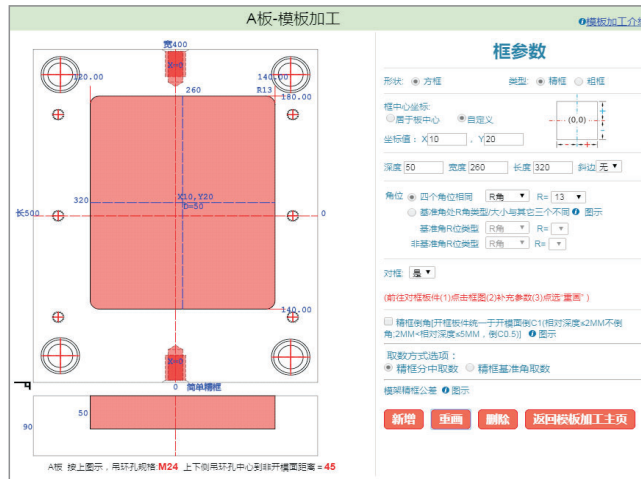 A板-模板加工
模板加工介绍
宽400
X=0
120.00
140.00
260
R13
180.00
320
X10,Y20
D=50
长500
0
140.00
X=0
0
简单精框
50
90
A板 按上图示，吊环孔规格:M24 上下侧吊环孔中心到非开模面距离=45
框参数
形状: 方框 类型: 精框 粗框
框中心坐标:
居于板中心 自定义
(0,0)
坐标值: X 10 , Y 20
深度 50 宽度 260 长度 320 斜边 无
角位 四个角位相同 R角 R= 13
基准角处R角类型/大小与其它三个不同 图示
基准角R位类型 R角 R=
非基准角R位类型 R角 R=
对框: 是
(前往对框板件(1)点击框图(2)补充参数(3)点选"重画" )
精框倒角[开框板件统一于开模面倒C1(相对深度≤2MM不倒
角;2MM<相对深度≤5MM，倒C0.5)] 图示
取数方式选项：
精框分中取数 精框基准角取数
模架精框公差 图示
新增 重画 删除 返回模板加工主页